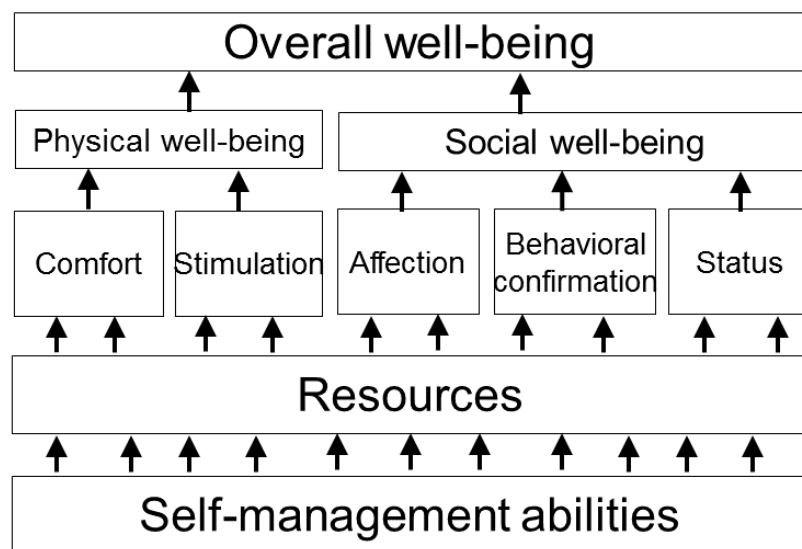 Overall well-being
Physical well-being
Social well-being
Comfort
Stimulation
Affection
Behavioral
confirmation
Status
Resources
Self-management abilities